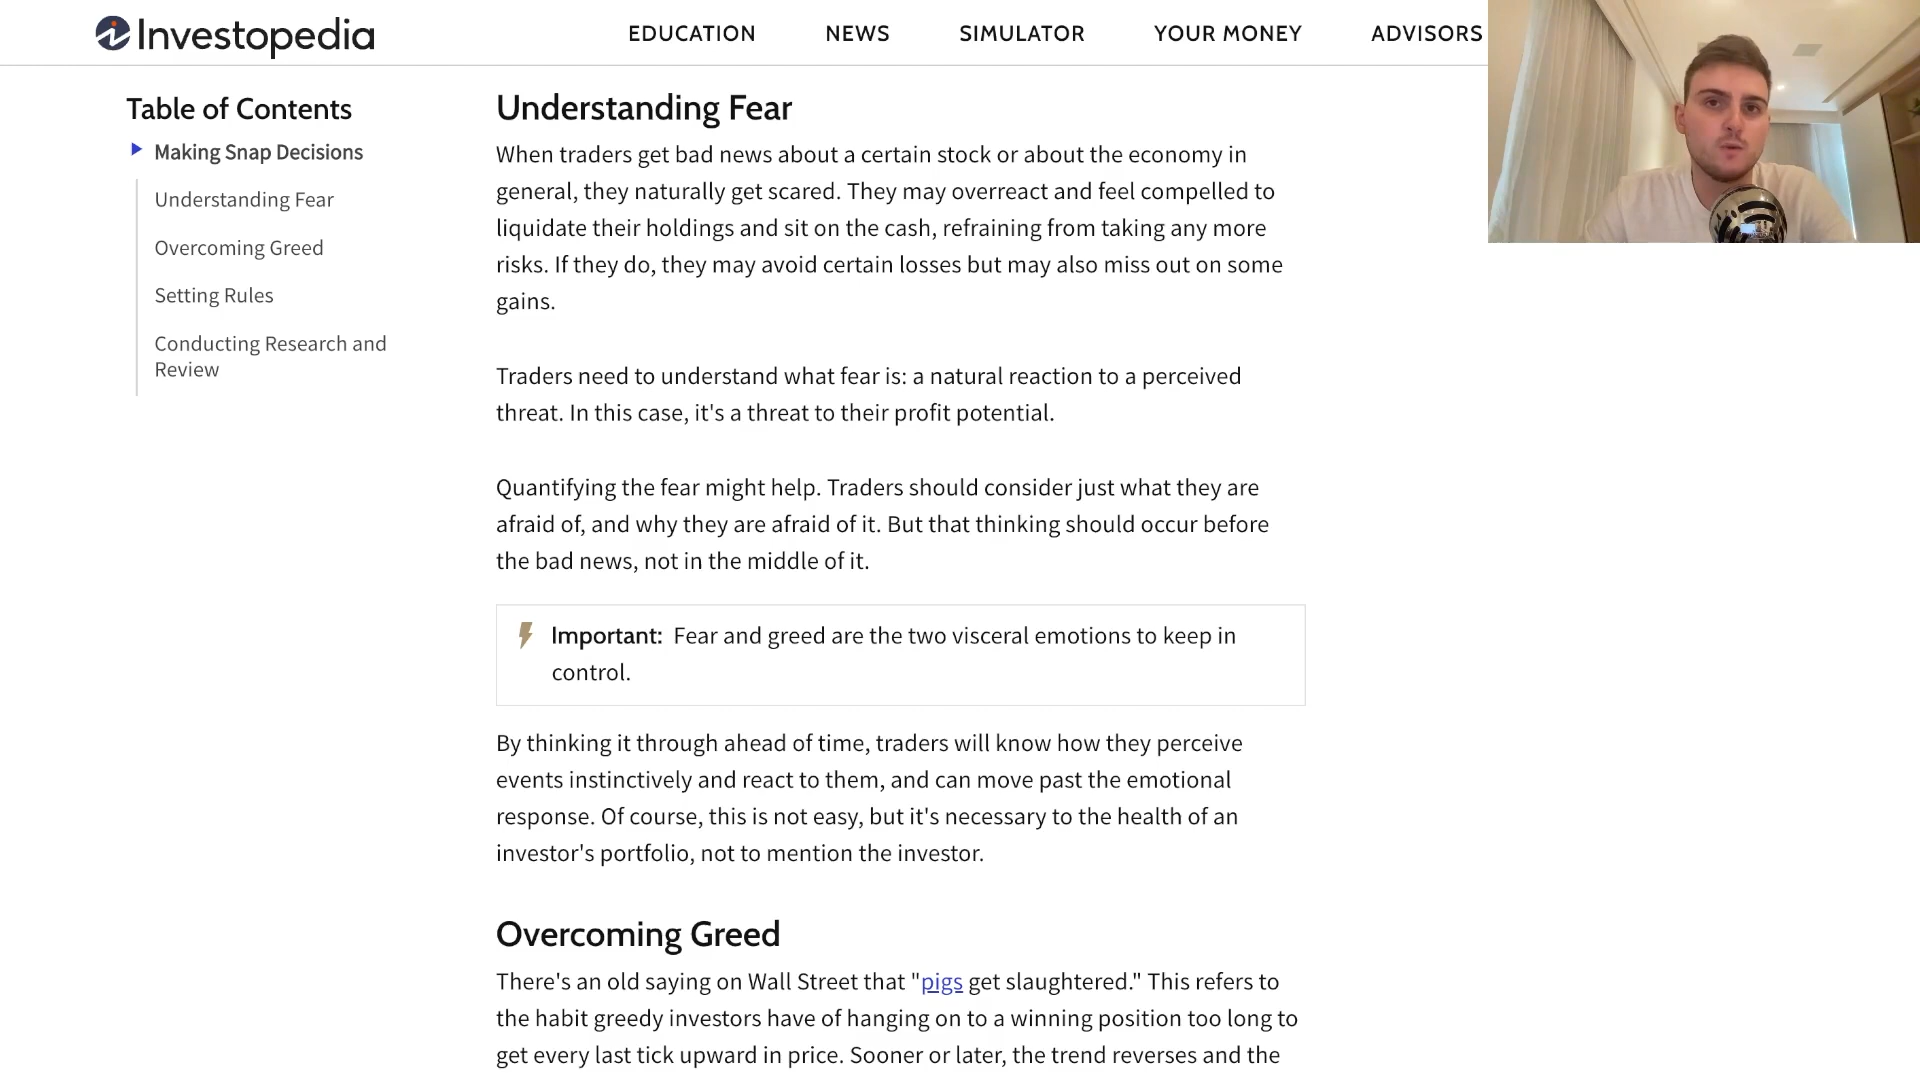 Investopedia
EDUCATION
NEWS
SIMULATOR
YOUR MONEY
ADVISORS
Table of Contents
Making Snap Decisions
Understanding Fear
Overcoming Greed
Setting Rules
Conducting Research and
Review
Understanding Fear
When traders get bad news about a certain stock or about the economy in
general, they naturally get scared. They may overreact and feel compelled to
liquidate their holdings and sit on the cash, refraining from taking any more
risks. If they do, they may avoid certain losses but may also miss out on some
gains.
Traders need to understand what fear is: a natural reaction to a perceived
threat. In this case, it's a threat to their profit potential.
Quantifying the fear might help. Traders should consider just what they are
afraid of, and why they are afraid of it. But that thinking should occur before
the bad news, not in the middle of it.
Important: Fear and greed are the two visceral emotions to keep in
control.
By thinking it through ahead of time, traders will know how they perceive
events instinctively and react to them, and can move past the emotional
response. Of course, this is not easy, but it's necessary to the health of an
investor's portfolio, not to mention the investor.
Overcoming Greed
There's an old saying on Wall Street that "pigs get slaughtered." This refers to
the habit greedy investors have of hanging on to a winning position too long to
get every last tick upward in price. Sooner or later, the trend reverses and the